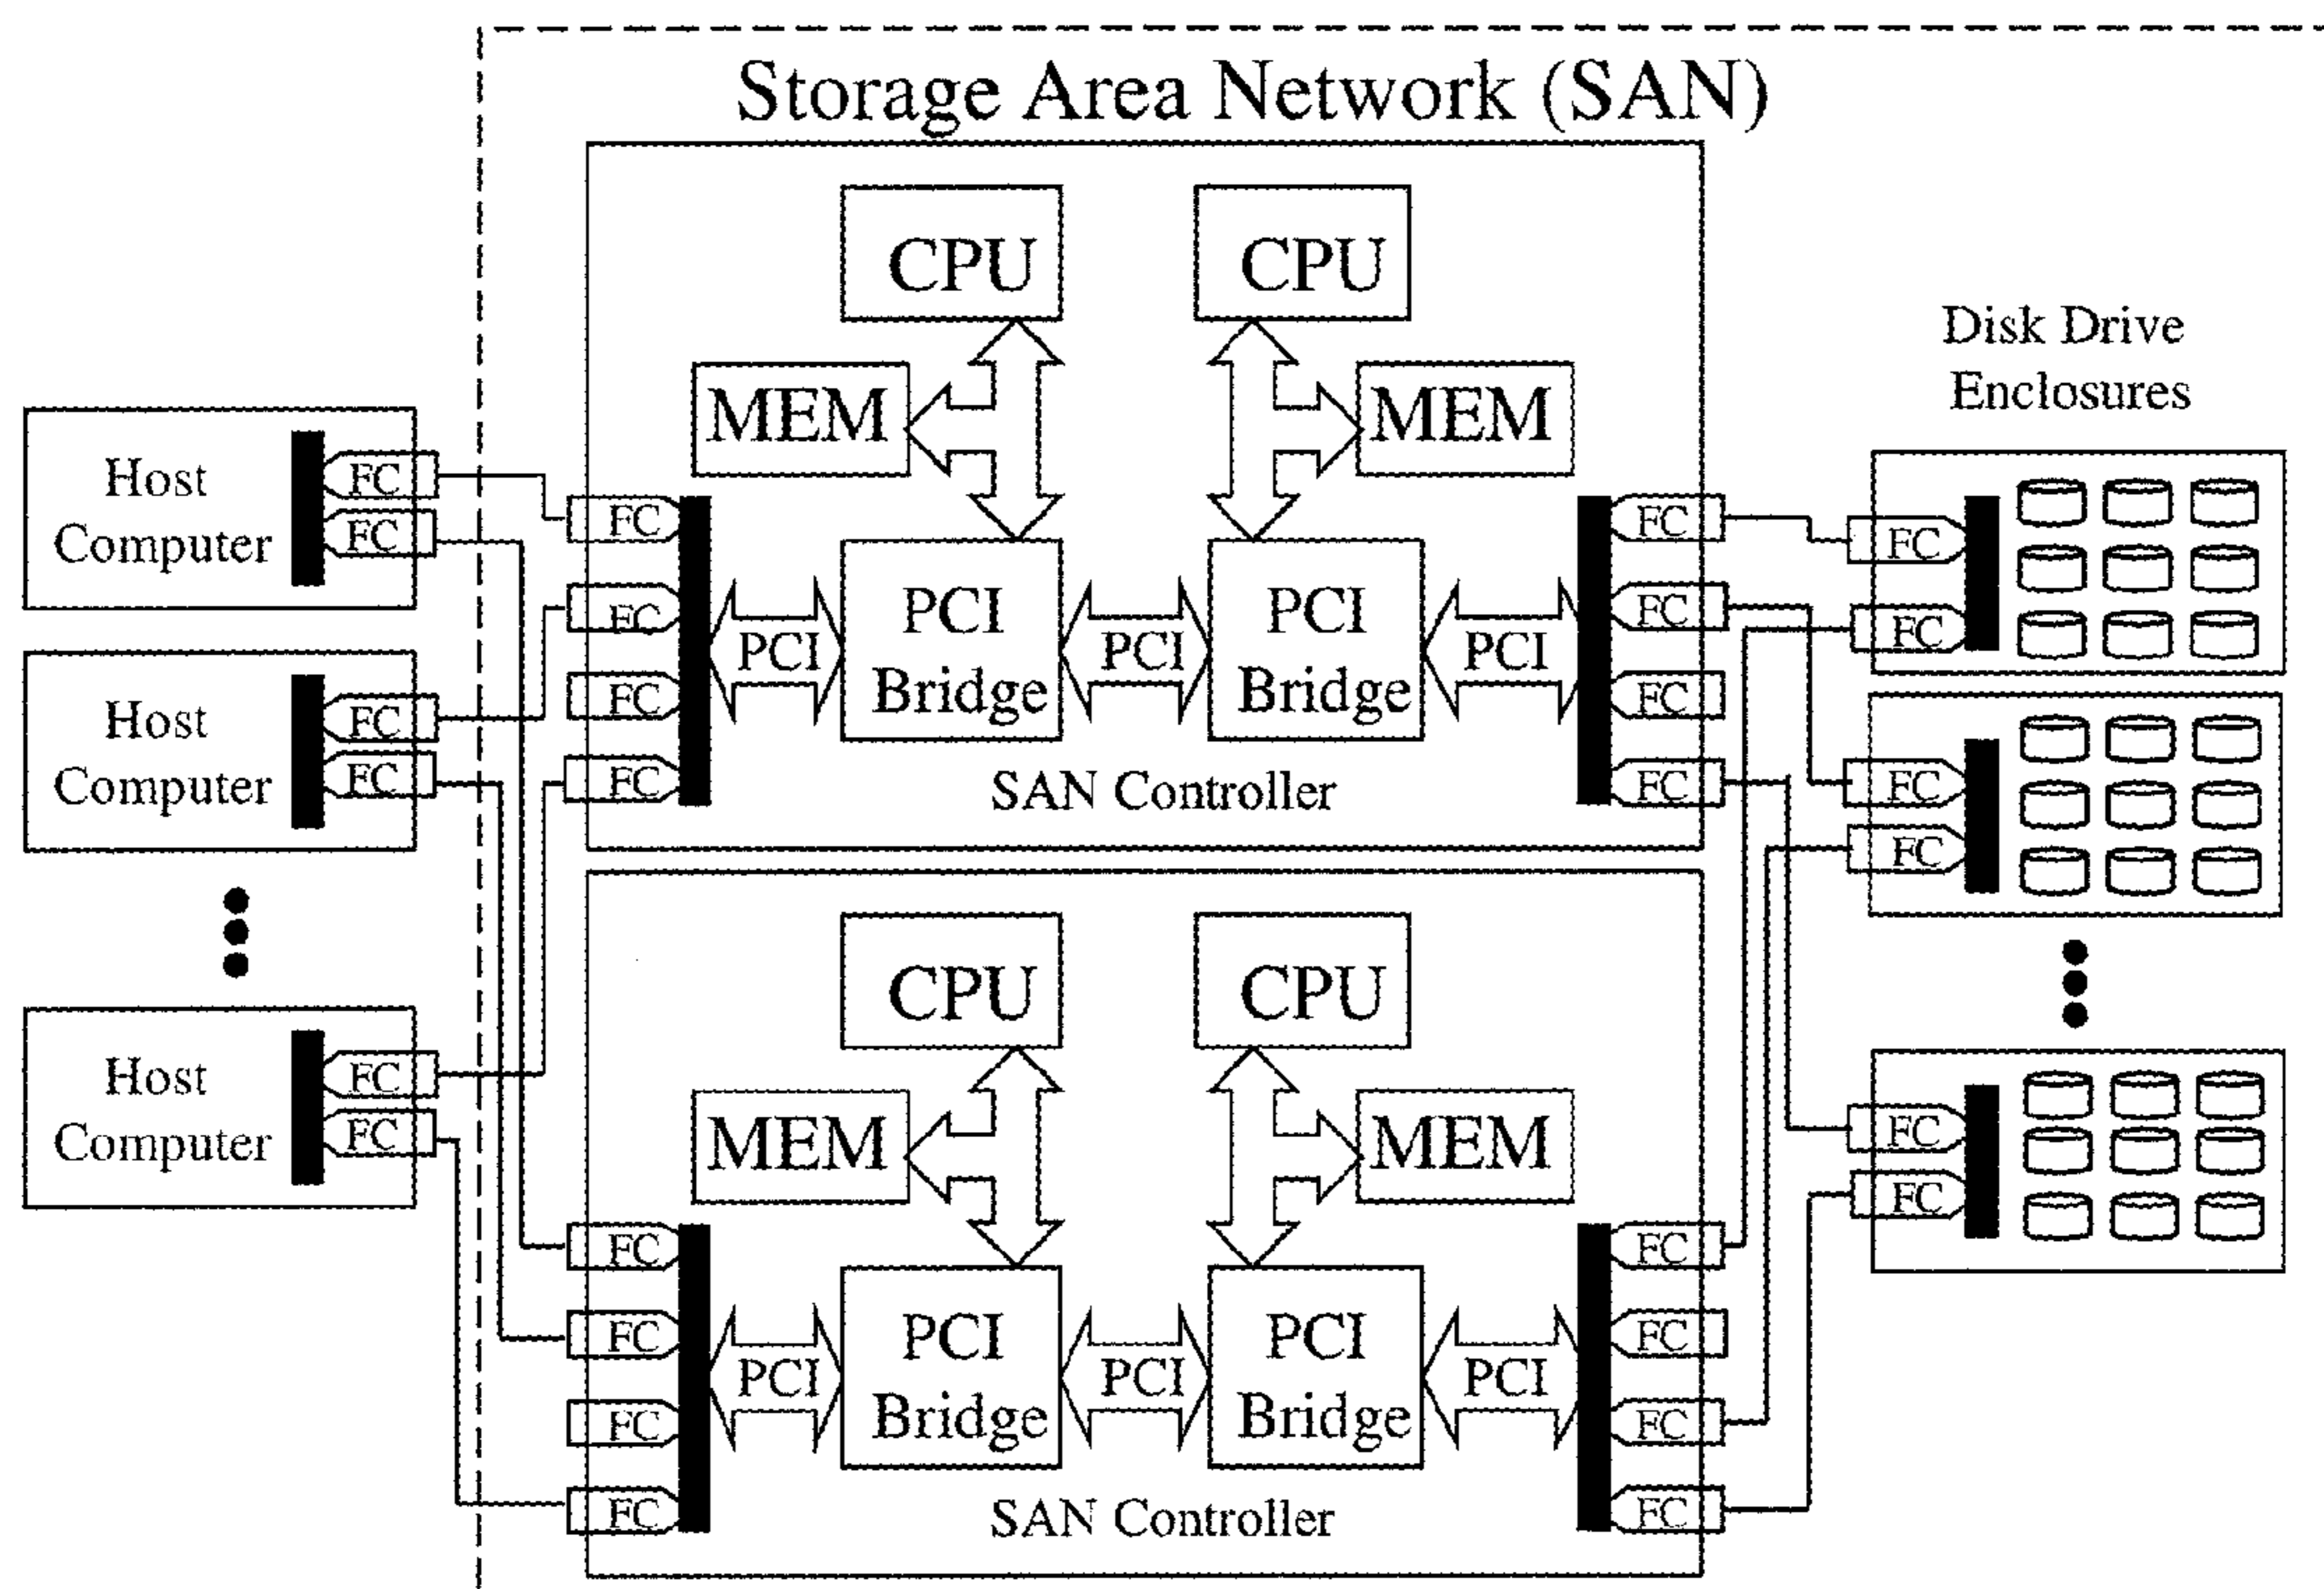 Storage Area Network (SAN)
CPU
CPU
MEM
MEM
Disk Drive
Enclosures
Host
Computer
FC
FC
FC
FC
FC
FC
PCI
PCI
Bridge
PCI
PCI
Bridge
PCI
FC
FC
FC
FC
FC
FC
SAN Controller
Host
Computer
FC
FC
FC
FC
CPU
CPU
MEM
MEM
Host
Computer
FC
FC
FC
FC
FC
FC
FC
FC
PCI
PCI
Bridge
PCI
PCI
Bridge
PCI
FC
FC
FC
FC
SAN Controller